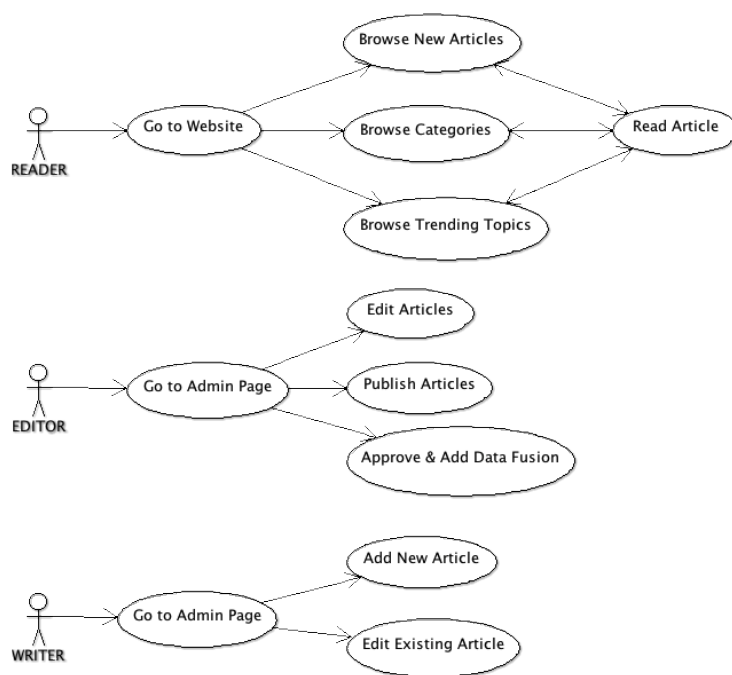 Browse New Articles
Go to Website
Browse Categories
Read Article
READER
Browse Trending Topics
Edit Articles
Go to Admin Page
Publish Articles
EDITOR
Approve & Add Data Fusion
Add New Article
Go to Admin Page
Edit Existing Article
WRITER